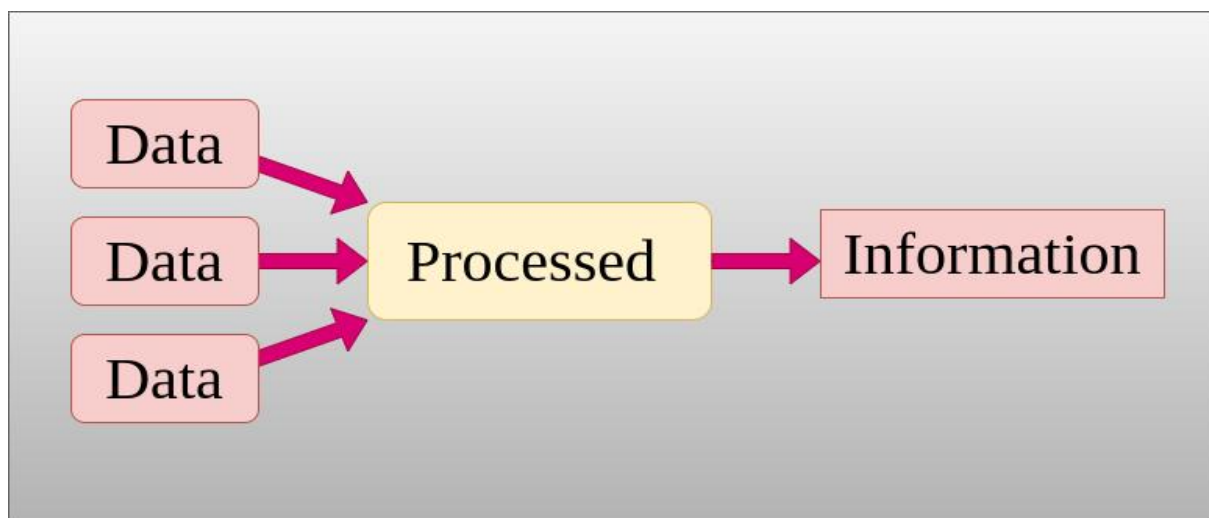 Data
Data
Data
Processed
Information